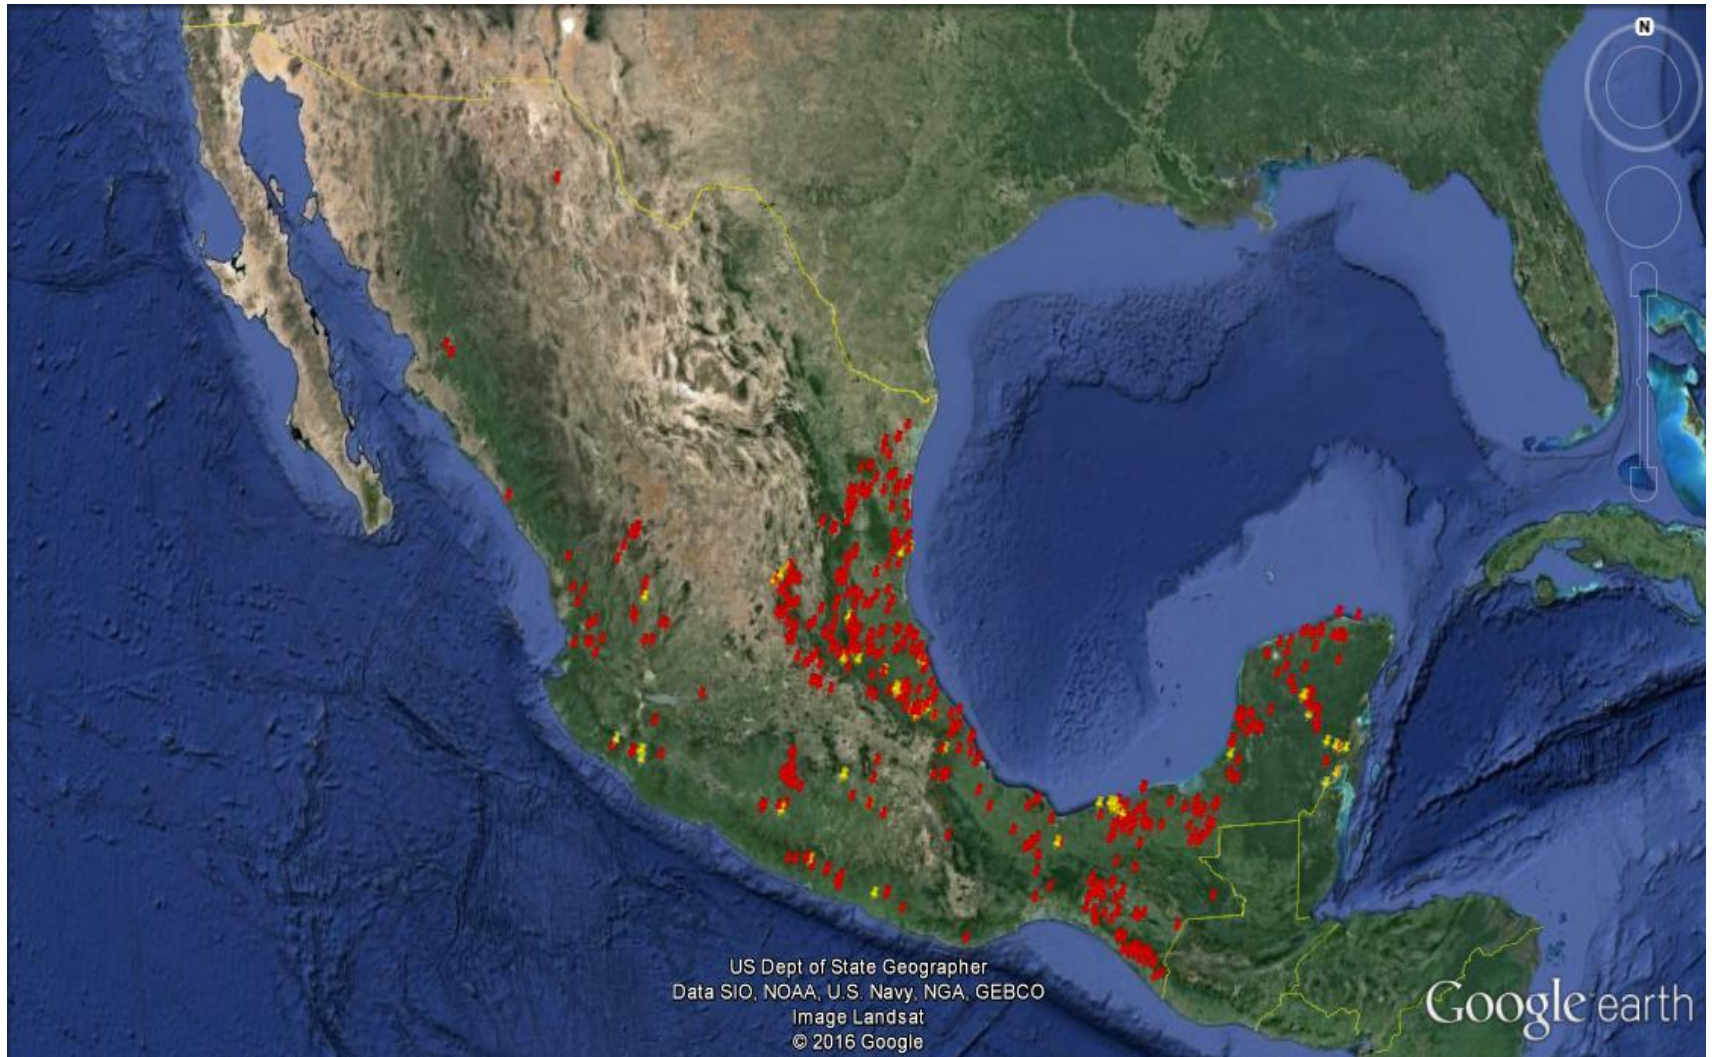 N
US Dept of State Geographer
Data SIO, NOAA, U.S. Navy, NGA, GEBCO
Image Landsat
© 2016 Google
Google earth